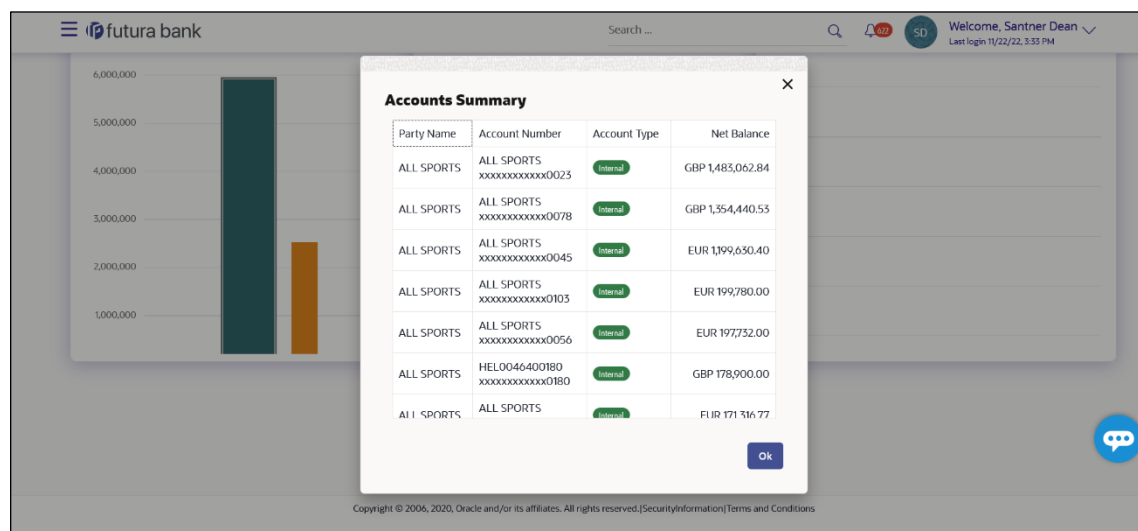 futura bank
Search ...
627
SD
Welcome, Santner Dean
Last login 11/22/22, 3:33 PM
6,000,000
5,000,000
4,000,000
3,000,000
2,000,000
1,000,000
Accounts Summary
Party Name Account Number Account Type Net Balance
ALL SPORTS ALL SPORTS xxxxxxxxxxxx0023 Internal GBP 1,483,062.84
ALL SPORTS ALL SPORTS xxxxxxxxxxxx0078 Internal GBP 1,354,440.53
ALL SPORTS ALL SPORTS xxxxxxxxxxxx0045 Internal EUR 1,199,630.40
ALL SPORTS ALL SPORTS xxxxxxxxxxxx0103 Internal EUR 199,780.00
ALL SPORTS ALL SPORTS xxxxxxxxxxxx0056 Internal EUR 197,732.00
ALL SPORTS HEL0046400180 xxxxxxxxxxxx0180 Internal GBP 178,900.00
ALL SPORTS ALL SPORTS Internal EUR 171,316.77
Ok
Copyright © 2006, 2020, Oracle and/or its affiliates. All rights reserved.|SecurityInformation|Terms and Conditions